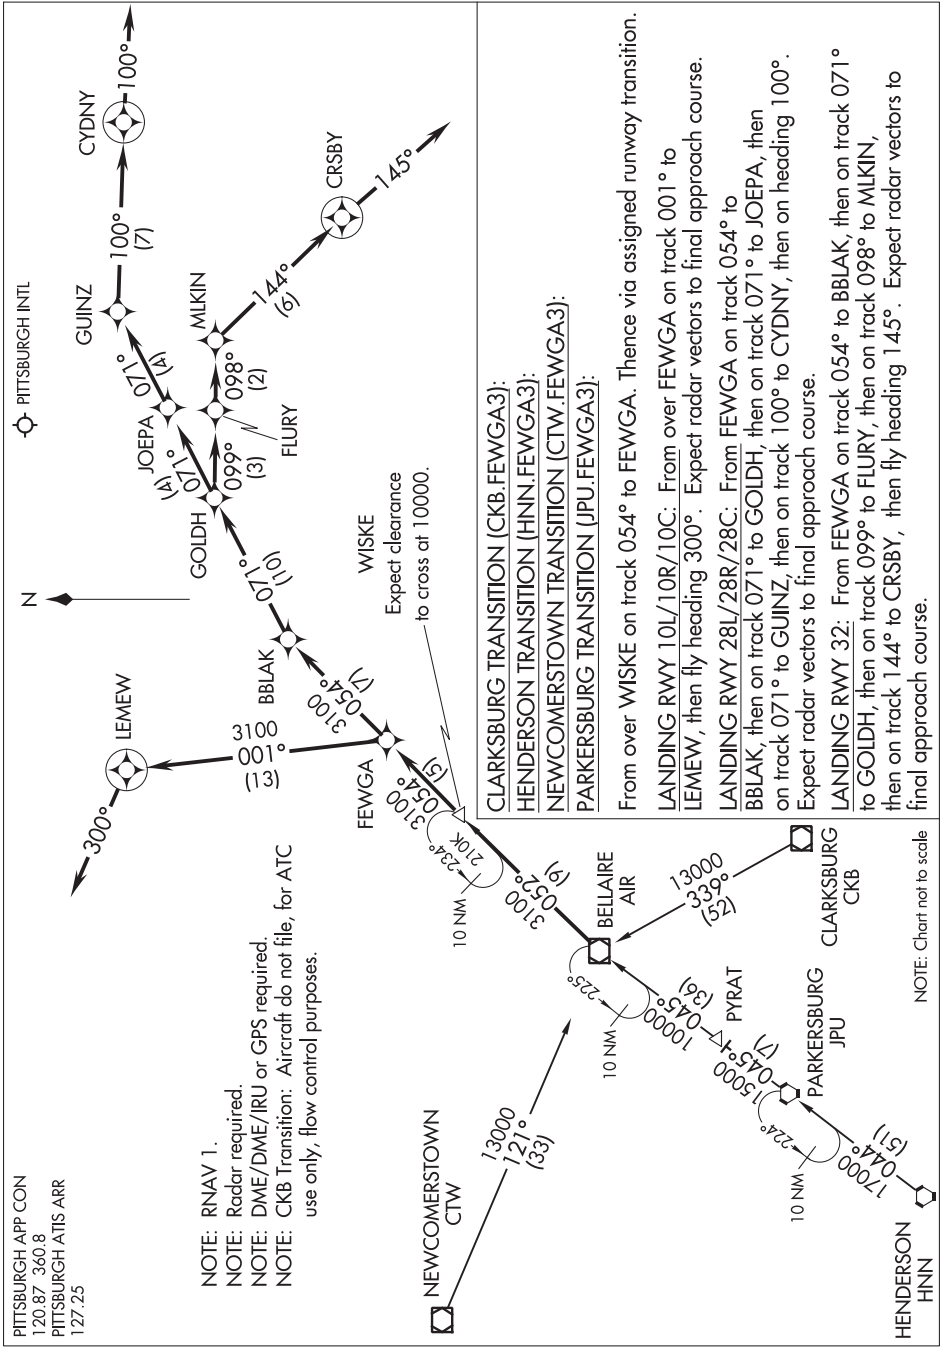 PITTSBURGH APP CON
120.87 360.8
PITTSBURGH ATIS ARR
127.25
NOTE: RNAV 1.
NOTE: Radar required.
NOTE: DME/DME/IRU or GPS required.
NOTE: CKB Transition: Aircraft do not file, for ATC
use only, flow control purposes.
300°
LEMEW
3100
001°
(13)
N
PITTSBURGH INTL
CYDNY
100°
GUINZ
100°
(7)
JOEPA
071°
(4)
071°
(4)
MLKIN
144°
(6)
CRSBY
145°
FLURY
098°
(2)
099°
(3)
GOLDH
071°
(10)
BBLAK
3100
054°
(7)
FEWGA
3100
054°
(5)
WISKE
Expect clearance
to cross at 10000.
234°
210K
10 NM
3100
052°
(9)
BELLAIRE
AIR
225°
10 NM
NEWCOMERSTOWN
CTW
13000
121°
(33)
13000
339°
(52)
CLARKSBURG
CKB
10000
045°
(36)
PYRAT
15000
045°
(7)
PARKERSBURG
JPU
224°
10 NM
17000
044°
(51)
HENDERSON
HNN
NOTE: Chart not to scale
CLARKSBURG TRANSITION (CKB.FEWGA3):
HENDERSON TRANSITION (HNN.FEWGA3):
NEWCOMERSTOWN TRANSITION (CTW.FEWGA3):
PARKERSBURG TRANSITION (JPU.FEWGA3):
From over WISKE on track 054° to FEWGA. Thence via assigned runway transition.
LANDING RWY 10L/10R/10C: From over FEWGA on track 001° to
LEMEW, then fly heading 300°. Expect radar vectors to final approach course.
LANDING RWY 28L/28R/28C: From FEWGA on track 054° to
BBLAK, then on track 071° to GOLDH, then on track 071° to JOEPA, then
on track 071° to GUINZ, then on track 100° to CYDNY, then on heading 100°.
Expect radar vectors to final approach course.
LANDING RWY 32: From FEWGA on track 054° to BBLAK, then on track 071°
to GOLDH, then on track 099° to FLURY, then on track 098° to MLKIN,
then on track 144° to CRSBY, then fly heading 145°. Expect radar vectors to
final approach course.